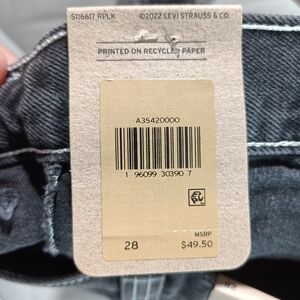 S116617 RPLK ©2022 LEVI STRAUSS & CO.
PRINTED ON RECYCLED PAPER
A35420000
1 96099 30390 7
MSRP
28 $49.50